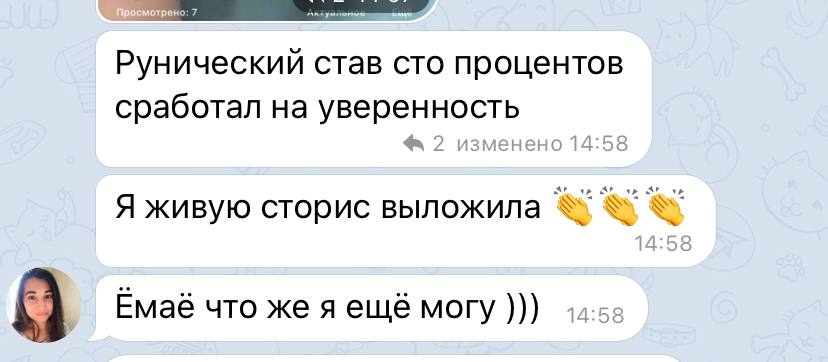 Просмотрено: 7
Актуальное Ещё
Рунический став сто процентов
сработал на уверенность
2 изменено 14:58
Я живую сторис выложила 👏👏👏
14:58
Ёмаё что же я ещё могу )))
14:58